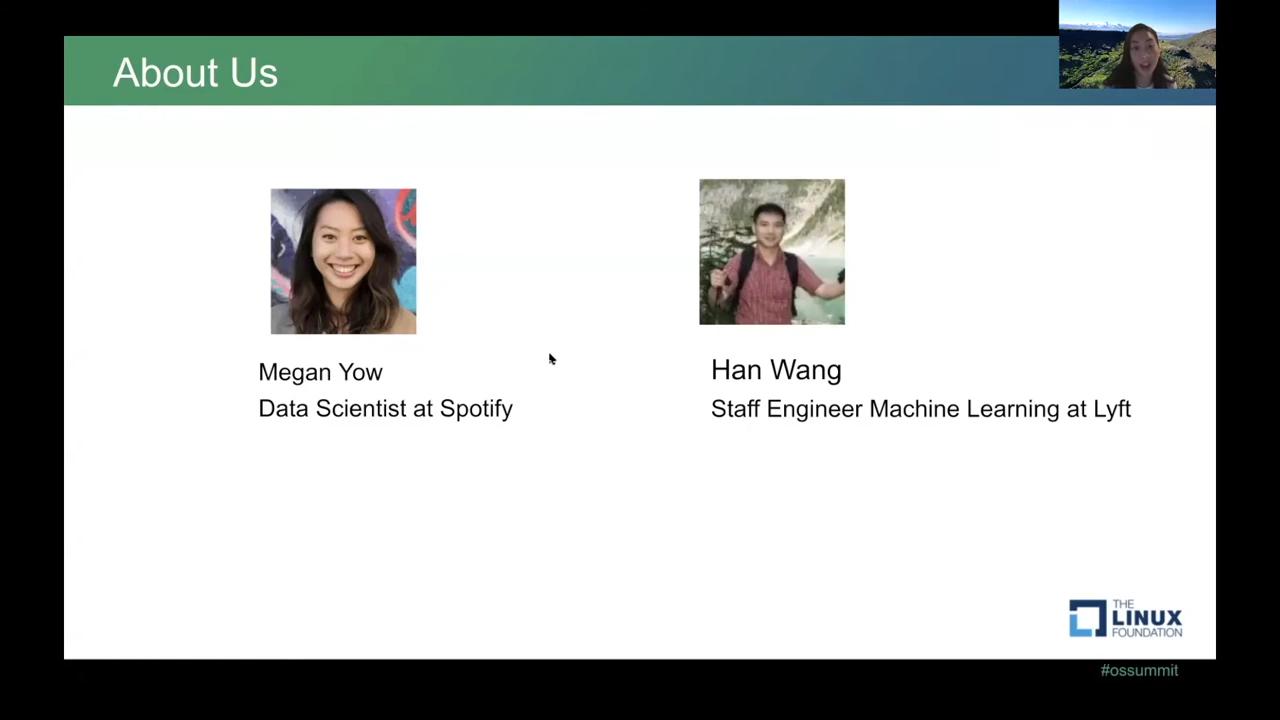 About Us
Megan Yow
Data Scientist at Spotify
Han Wang
Staff Engineer Machine Learning at Lyft
THE
LINUX
FOUNDATION
#ossummit